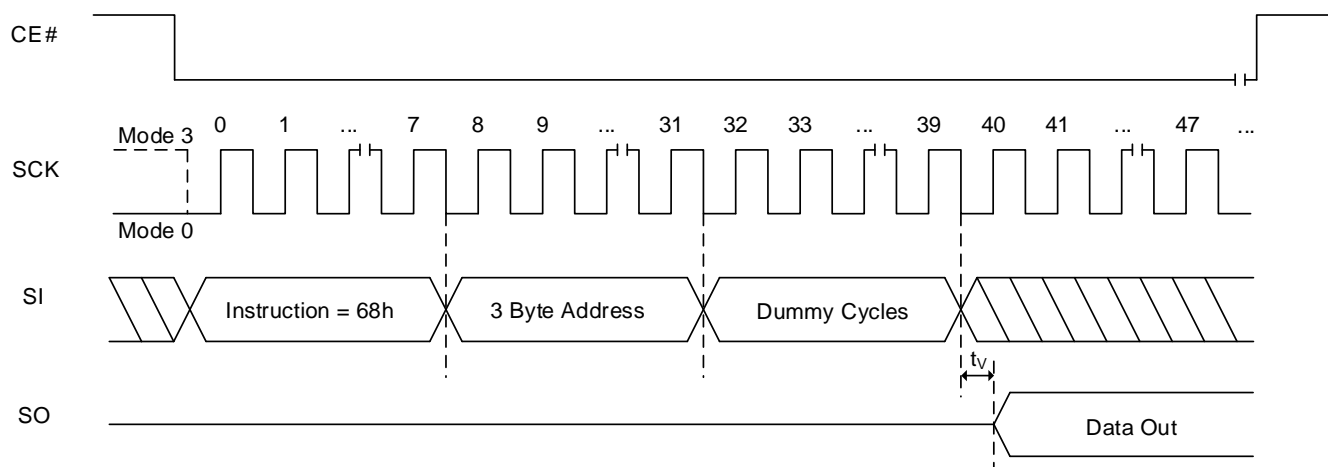 CE#
0 1 ... 7 8 9 ... 31 32 33 ... 39 40 41 ... 47 ...
Mode 3
SCK
Mode 0
SI Instruction = 68h 3 Byte Address Dummy Cycles
tV
SO Data Out